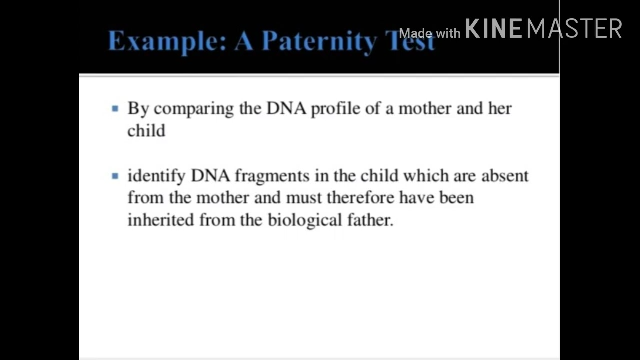 Example: A Paternity Test
Made with KINEMASTER
By comparing the DNA profile of a mother and her
child
identify DNA fragments in the child which are absent
from the mother and must therefore have been
inherited from the biological father.